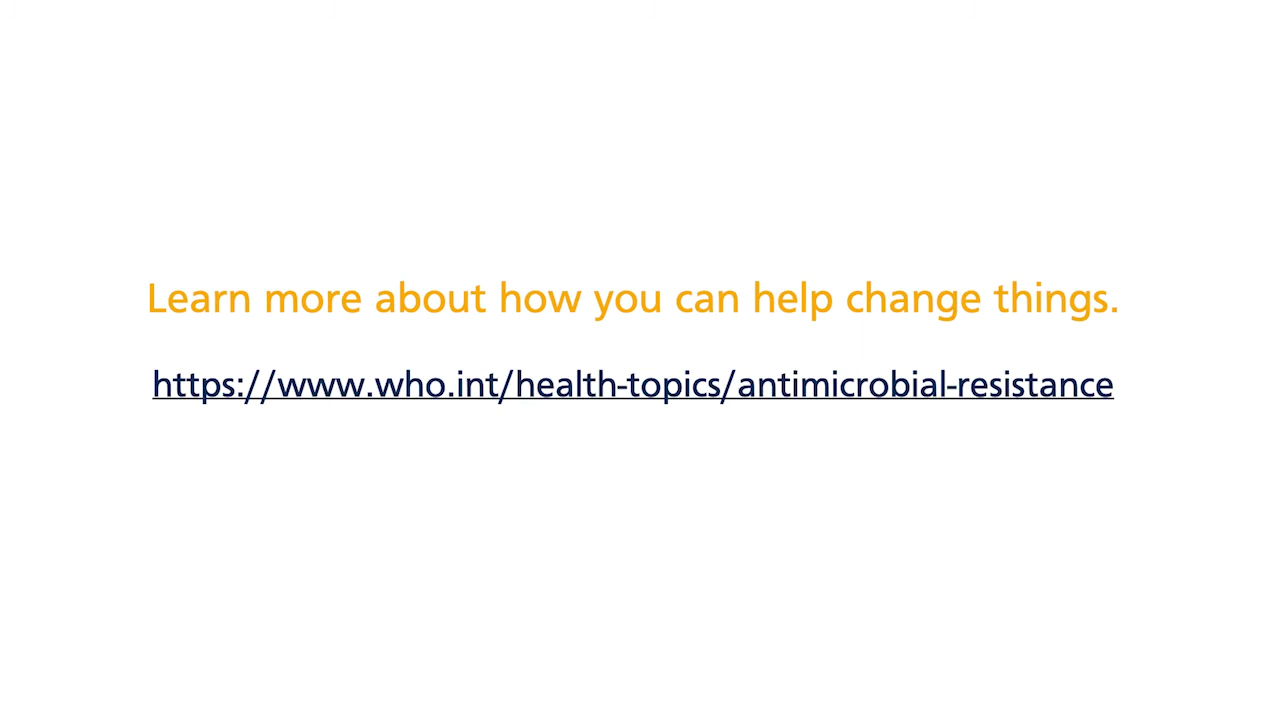 Learn more about how you can help change things.
https://www.who.int/health-topics/antimicrobial-resistance